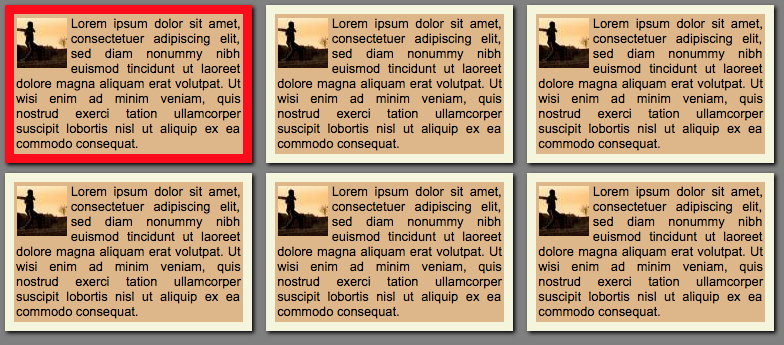 Lorem ipsum dolor sit amet,
consectetuer adipiscing elit,
sed diam nonummy nibh
euismod tincidunt ut laoreet
dolore magna aliquam erat volutpat. Ut
wisi enim ad minim veniam, quis
nostrud exerci tation ullamcorper
suscipit lobortis nisl ut aliquip ex ea
commodo consequat.
Lorem ipsum dolor sit amet,
consectetuer adipiscing elit,
sed diam nonummy nibh
euismod tincidunt ut laoreet
dolore magna aliquam erat volutpat. Ut
wisi enim ad minim veniam, quis
nostrud exerci tation ullamcorper
suscipit lobortis nisl ut aliquip ex ea
commodo consequat.
Lorem ipsum dolor sit amet,
consectetuer adipiscing elit,
sed diam nonummy nibh
euismod tincidunt ut laoreet
dolore magna aliquam erat volutpat. Ut
wisi enim ad minim veniam, quis
nostrud exerci tation ullamcorper
suscipit lobortis nisl ut aliquip ex ea
commodo consequat.
Lorem ipsum dolor sit amet,
consectetuer adipiscing elit,
sed diam nonummy nibh
euismod tincidunt ut laoreet
dolore magna aliquam erat volutpat. Ut
wisi enim ad minim veniam, quis
nostrud exerci tation ullamcorper
suscipit lobortis nisl ut aliquip ex ea
commodo consequat.
Lorem ipsum dolor sit amet,
consectetuer adipiscing elit,
sed diam nonummy nibh
euismod tincidunt ut laoreet
dolore magna aliquam erat volutpat. Ut
wisi enim ad minim veniam, quis
nostrud exerci tation ullamcorper
suscipit lobortis nisl ut aliquip ex ea
commodo consequat.
Lorem ipsum dolor sit amet,
consectetuer adipiscing elit,
sed diam nonummy nibh
euismod tincidunt ut laoreet
dolore magna aliquam erat volutpat. Ut
wisi enim ad minim veniam, quis
nostrud exerci tation ullamcorper
suscipit lobortis nisl ut aliquip ex ea
commodo consequat.